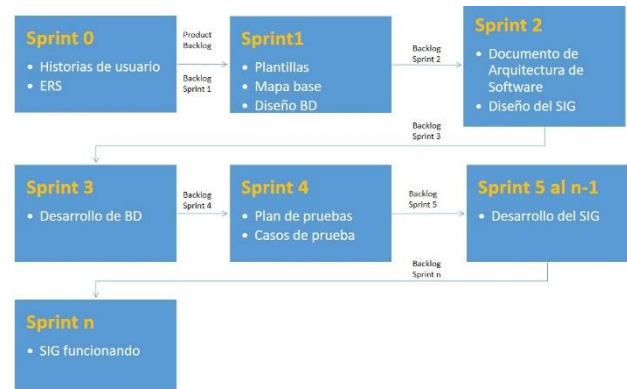 Sprint 0
• Historias de usuario
• ERS
Product
Backlog
Backlog
Sprint 1
Sprint1
• Plantillas
• Mapa base
• Diseño BD
Backlog
Sprint 2
Sprint 2
• Documento de
Arquitectura de
Software
• Diseño del SIG
Backlog
Sprint 3
Sprint 3
• Desarrollo de BD
Backlog
Sprint 4
Sprint 4
• Plan de pruebas
• Casos de prueba
Backlog
Sprint 5
Sprint 5 al n-1
• Desarrollo del SIG
Backlog
Sprint n
Sprint n
• SIG funcionando